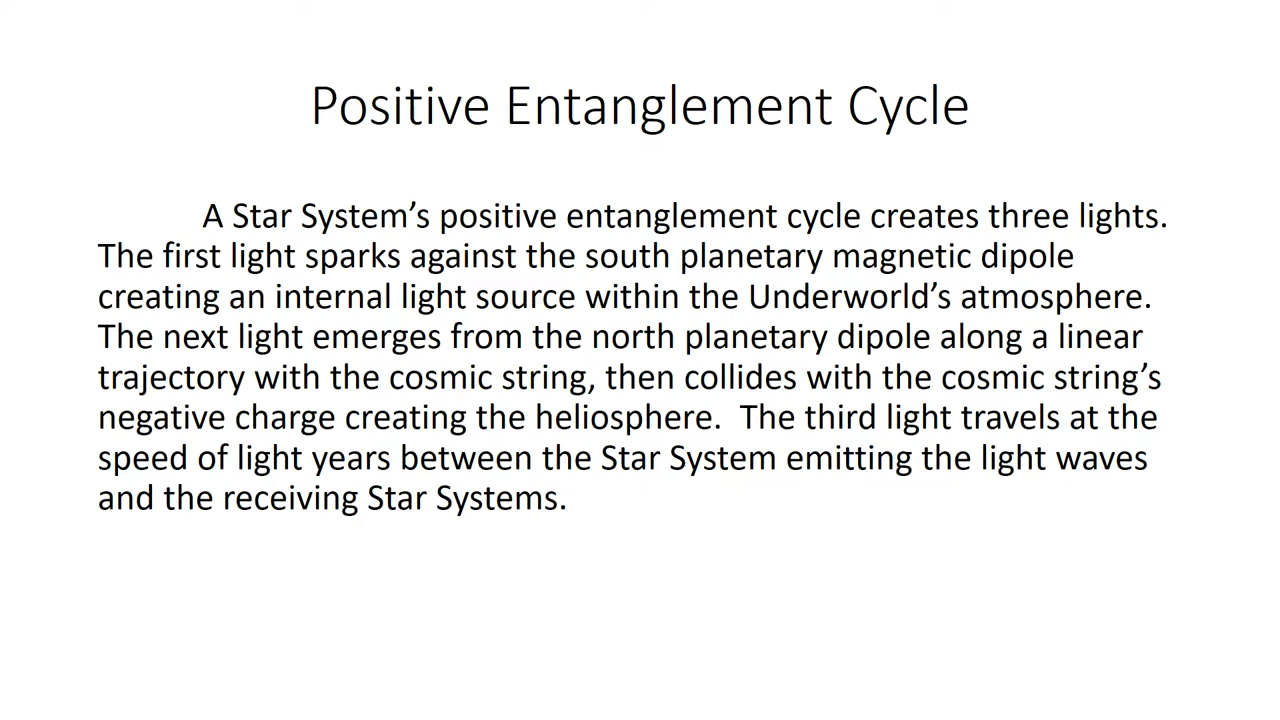 Positive Entanglement Cycle
A Star System’s positive entanglement cycle creates three lights.
The first light sparks against the south planetary magnetic dipole
creating an internal light source within the Underworld’s atmosphere.
The next light emerges from the north planetary dipole along a linear
trajectory with the cosmic string, then collides with the cosmic string’s
negative charge creating the heliosphere.  The third light travels at the
speed of light years between the Star System emitting the light waves
and the receiving Star Systems.